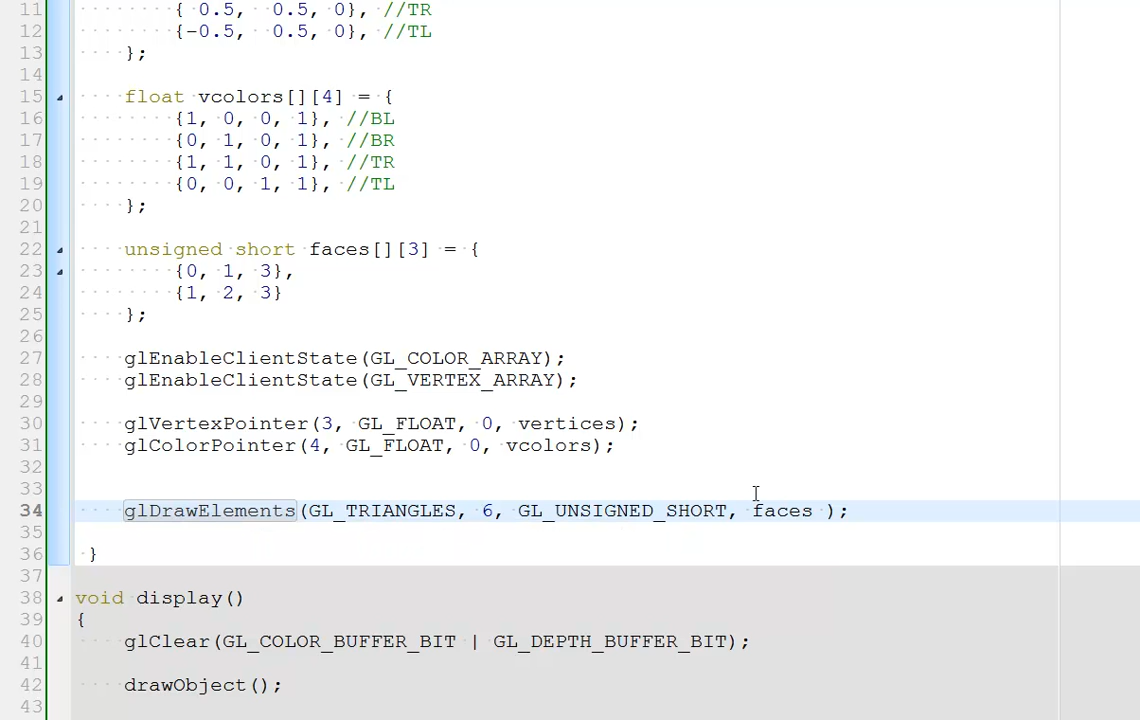 11 { 0.5, 0.5, 0}, //TR
12 {-0.5, 0.5, 0}, //TL
13 };
14
15 float vcolors[][4] = {
16 {1, 0, 0, 1}, //BL
17 {0, 1, 0, 1}, //BR
18 {1, 1, 0, 1}, //TR
19 {0, 0, 1, 1}, //TL
20 };
21
22 unsigned short faces[][3] = {
23 {0, 1, 3},
24 {1, 2, 3}
25 };
26
27 glEnableClientState(GL_COLOR_ARRAY);
28 glEnableClientState(GL_VERTEX_ARRAY);
29
30 glVertexPointer(3, GL_FLOAT, 0, vertices);
31 glColorPointer(4, GL_FLOAT, 0, vcolors);
32
33
34 glDrawElements(GL_TRIANGLES, 6, GL_UNSIGNED_SHORT, faces );
35
36 }
37
38 void display()
39 {
40 glClear(GL_COLOR_BUFFER_BIT | GL_DEPTH_BUFFER_BIT);
41
42 drawObject();
43